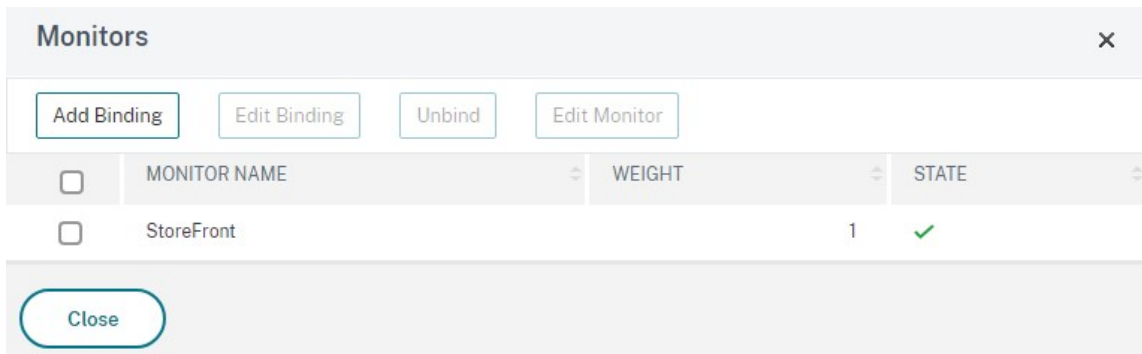 Monitors
Add Binding Edit Binding Unbind Edit Monitor
MONITOR NAME WEIGHT STATE
StoreFront 1
Close